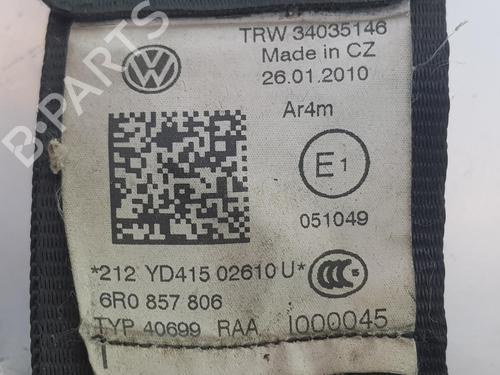 TRW 34035146
Made in CZ
26.01.2010
Ar4m
E1
051049
*212 YD415 02610 U*
CCC
6R0 857 806
TYP 40699 RAA I000045
B-PARTS